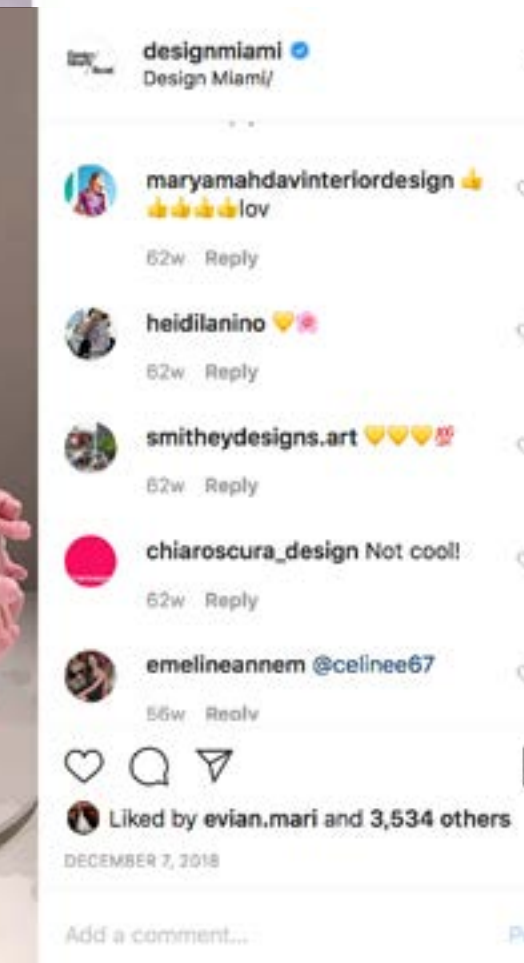 designmiami
Design Miami/
maryamahdavinteriordesign 👍
👍👍👍👍lov
62w Reply
heidilanino 💛🌸
62w Reply
smitheydesigns.art 💛💛💛💯
62w Reply
chiaroscura_design Not cool!
62w Reply
emelineannem @celinee67
56w Reply
Liked by evian.mari and 3,534 others
DECEMBER 7, 2018
Add a comment...